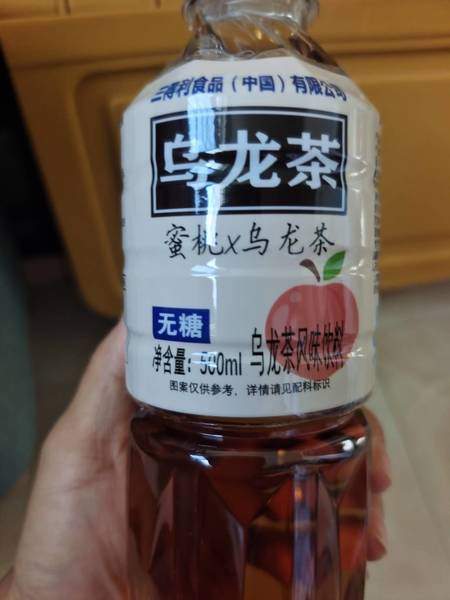 三得利食品（中国）有限公司
乌龙茶
蜜桃x乌龙茶
无糖
净含量：500ml 乌龙茶风味饮料
图案仅供参考，详情请见配料标识